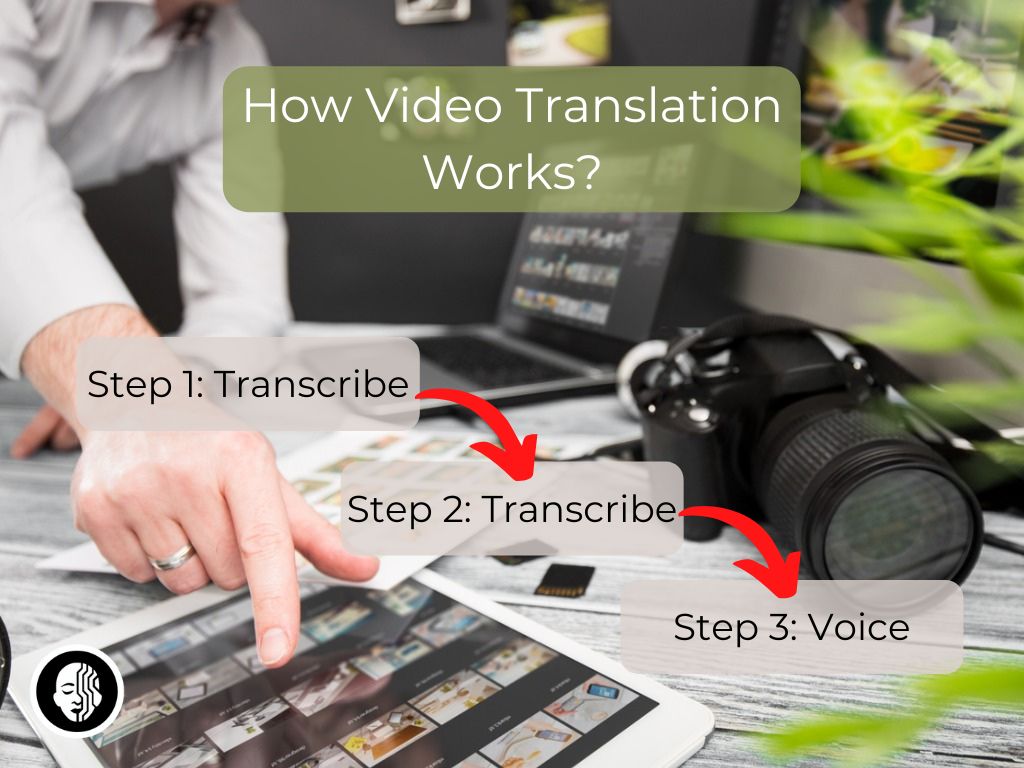 How Video Translation
Works?
Step 1: Transcribe
Step 2: Transcribe
Step 3: Voice